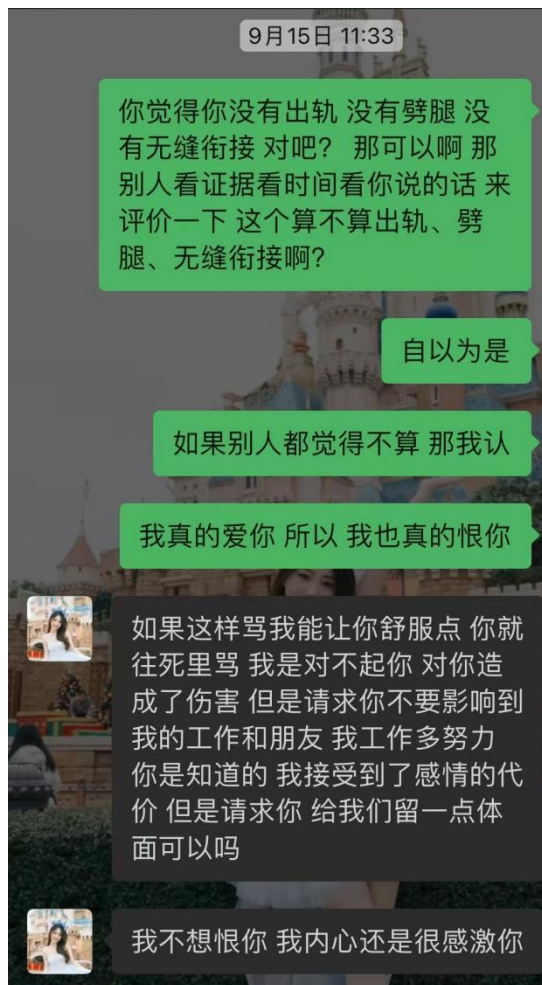 9月15日 11:33
你觉得你没有出轨 没有劈腿 没
有无缝衔接 对吧? 那可以啊 那
别人看证据看时间看你说的话 来
评价一下 这个算不算出轨、劈
腿、无缝衔接啊?
自以为是
如果别人都觉得不算 那我认
我真的爱你 所以 我也真的恨你
如果这样骂我能让你舒服点 你就
往死里骂 我是对不起你 对你造
成了伤害 但是请求你不要影响到
我的工作和朋友 我工作多努力
你是知道的 我接受到了感情的代
价 但是请求你 给我们留一点体
面可以吗
我不想恨你 我内心还是很感激你